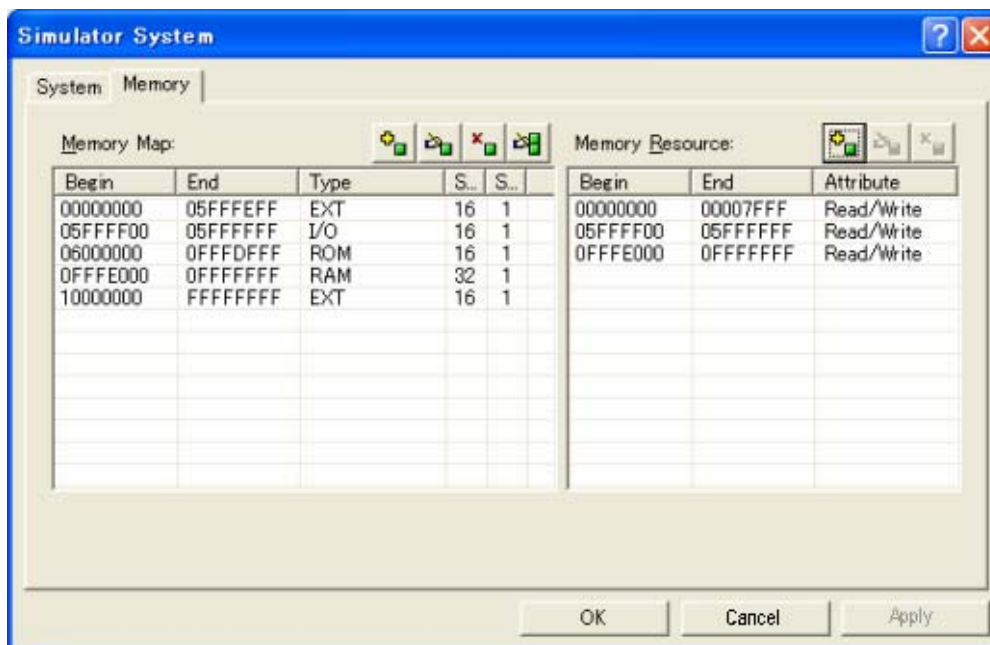 Simulator System
System Memory
Memory Map:
Begin End Type S... S...
00000000 05FFFEFF EXT 16 1
05FFFF00 05FFFFFF I/O 16 1
06000000 0FFFDFFF ROM 16 1
0FFFE000 0FFFFFFF RAM 32 1
10000000 FFFFFFFF EXT 16 1
Memory Resource:
Begin End Attribute
00000000 00007FFF Read/Write
05FFFF00 05FFFFFF Read/Write
0FFFE000 0FFFFFFF Read/Write
OK Cancel Apply